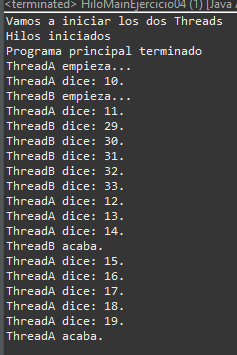 <terminated> HiloMainEjercicio04 (1) [Java A
Vamos a iniciar los dos Threads
Hilos iniciados
Programa principal terminado
ThreadA empieza...
ThreadA dice: 10.
ThreadB empieza...
ThreadA dice: 11.
ThreadB dice: 29.
ThreadB dice: 30.
ThreadB dice: 31.
ThreadB dice: 32.
ThreadB dice: 33.
ThreadA dice: 12.
ThreadA dice: 13.
ThreadA dice: 14.
ThreadB acaba.
ThreadA dice: 15.
ThreadA dice: 16.
ThreadA dice: 17.
ThreadA dice: 18.
ThreadA dice: 19.
ThreadA acaba.